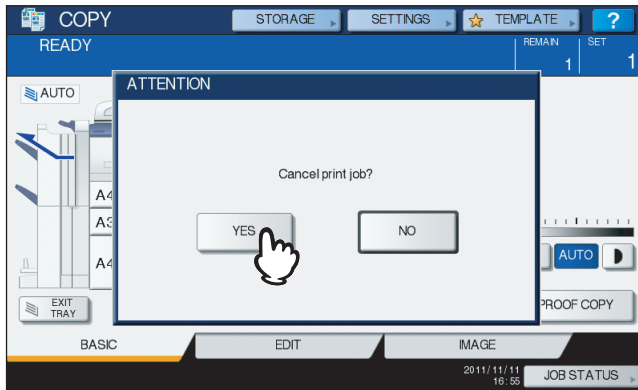 COPY
STORAGE
SETTINGS
TEMPLATE
?
READY
REMAIN
SET
1
1
AUTO
ATTENTION
Cancel print job?
A4
A3
A4
YES
NO
AUTO
EXIT
TRAY
PROOF COPY
BASIC
EDIT
IMAGE
2011/11/11
16:55
JOB STATUS